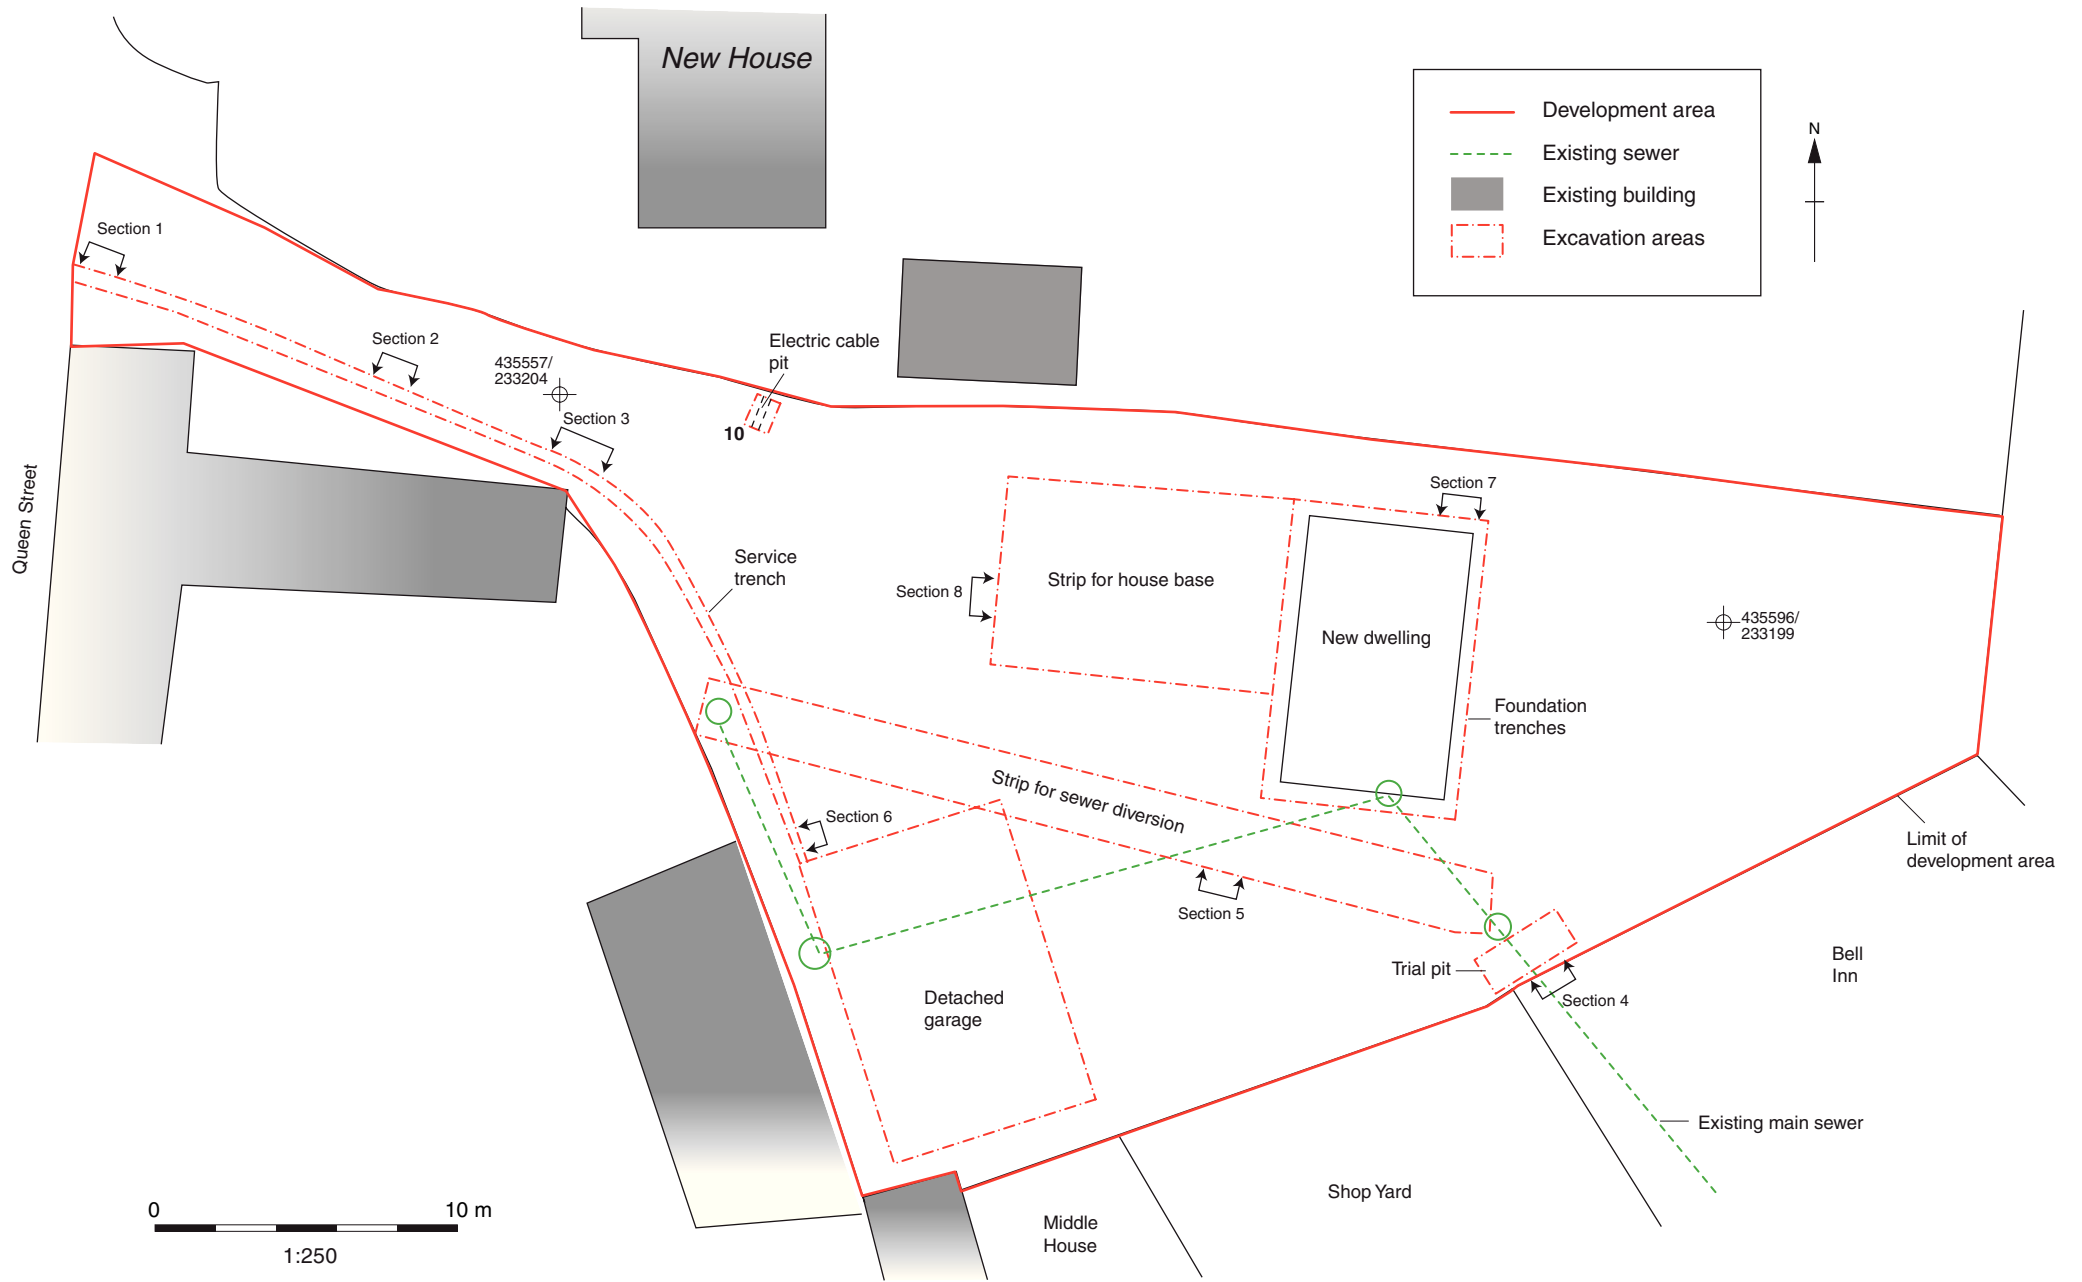 New House
Development area
Existing sewer
Existing building
Excavation areas
N
Section 1
Section 2
435557/
233204
Section 3
Electric cable
pit
10
Queen Street
Service
trench
Section 7
Section 8
Strip for house base
New dwelling
435596/
233199
Foundation
trenches
Strip for sewer diversion
Section 6
Section 5
Limit of
development area
Trial pit
Section 4
Bell
Inn
Detached
garage
Existing main sewer
Shop Yard
Middle
House
0
10 m
1:250